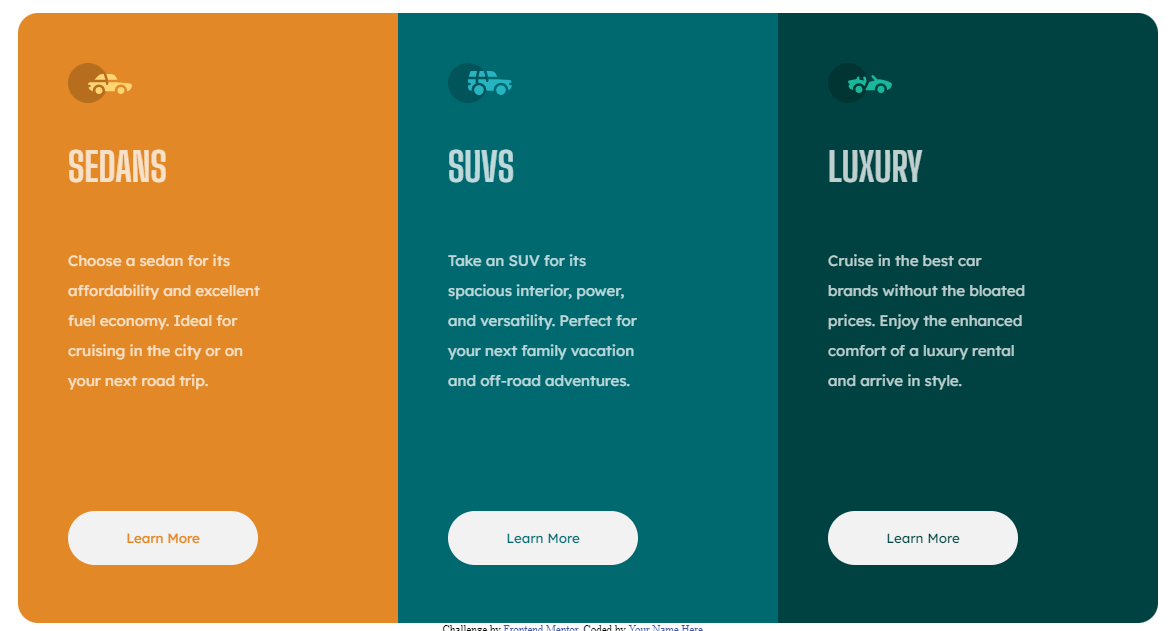 SEDANS
Choose a sedan for its
affordability and excellent
fuel economy. Ideal for
cruising in the city or on
your next road trip.
Learn More
SUVS
Take an SUV for its
spacious interior, power,
and versatility. Perfect for
your next family vacation
and off-road adventures.
Learn More
LUXURY
Cruise in the best car
brands without the bloated
prices. Enjoy the enhanced
comfort of a luxury rental
and arrive in style.
Learn More
Challenge by Frontend Mentor. Coded by Your Name Here.